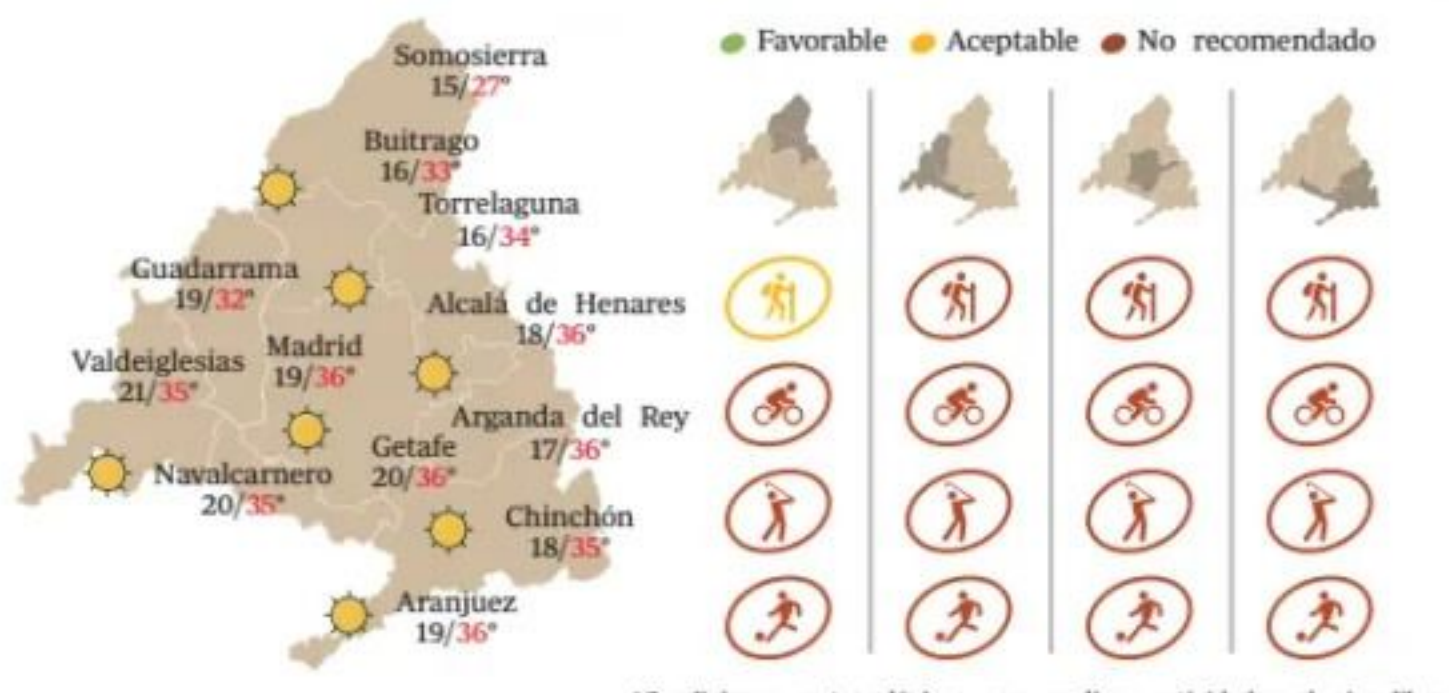 Somosierra
15/27°
Buitrago
16/33°
Torrelaguna
16/34°
Guadarrama
19/32°
Alcalá de Henares
18/36°
Madrid
19/36°
Valdeiglesias
21/35°
Arganda del Rey
17/36°
Getafe
20/36°
Navalcarnero
20/35°
Chinchón
18/35°
Aranjuez
19/36°
Favorable Aceptable No recomendado